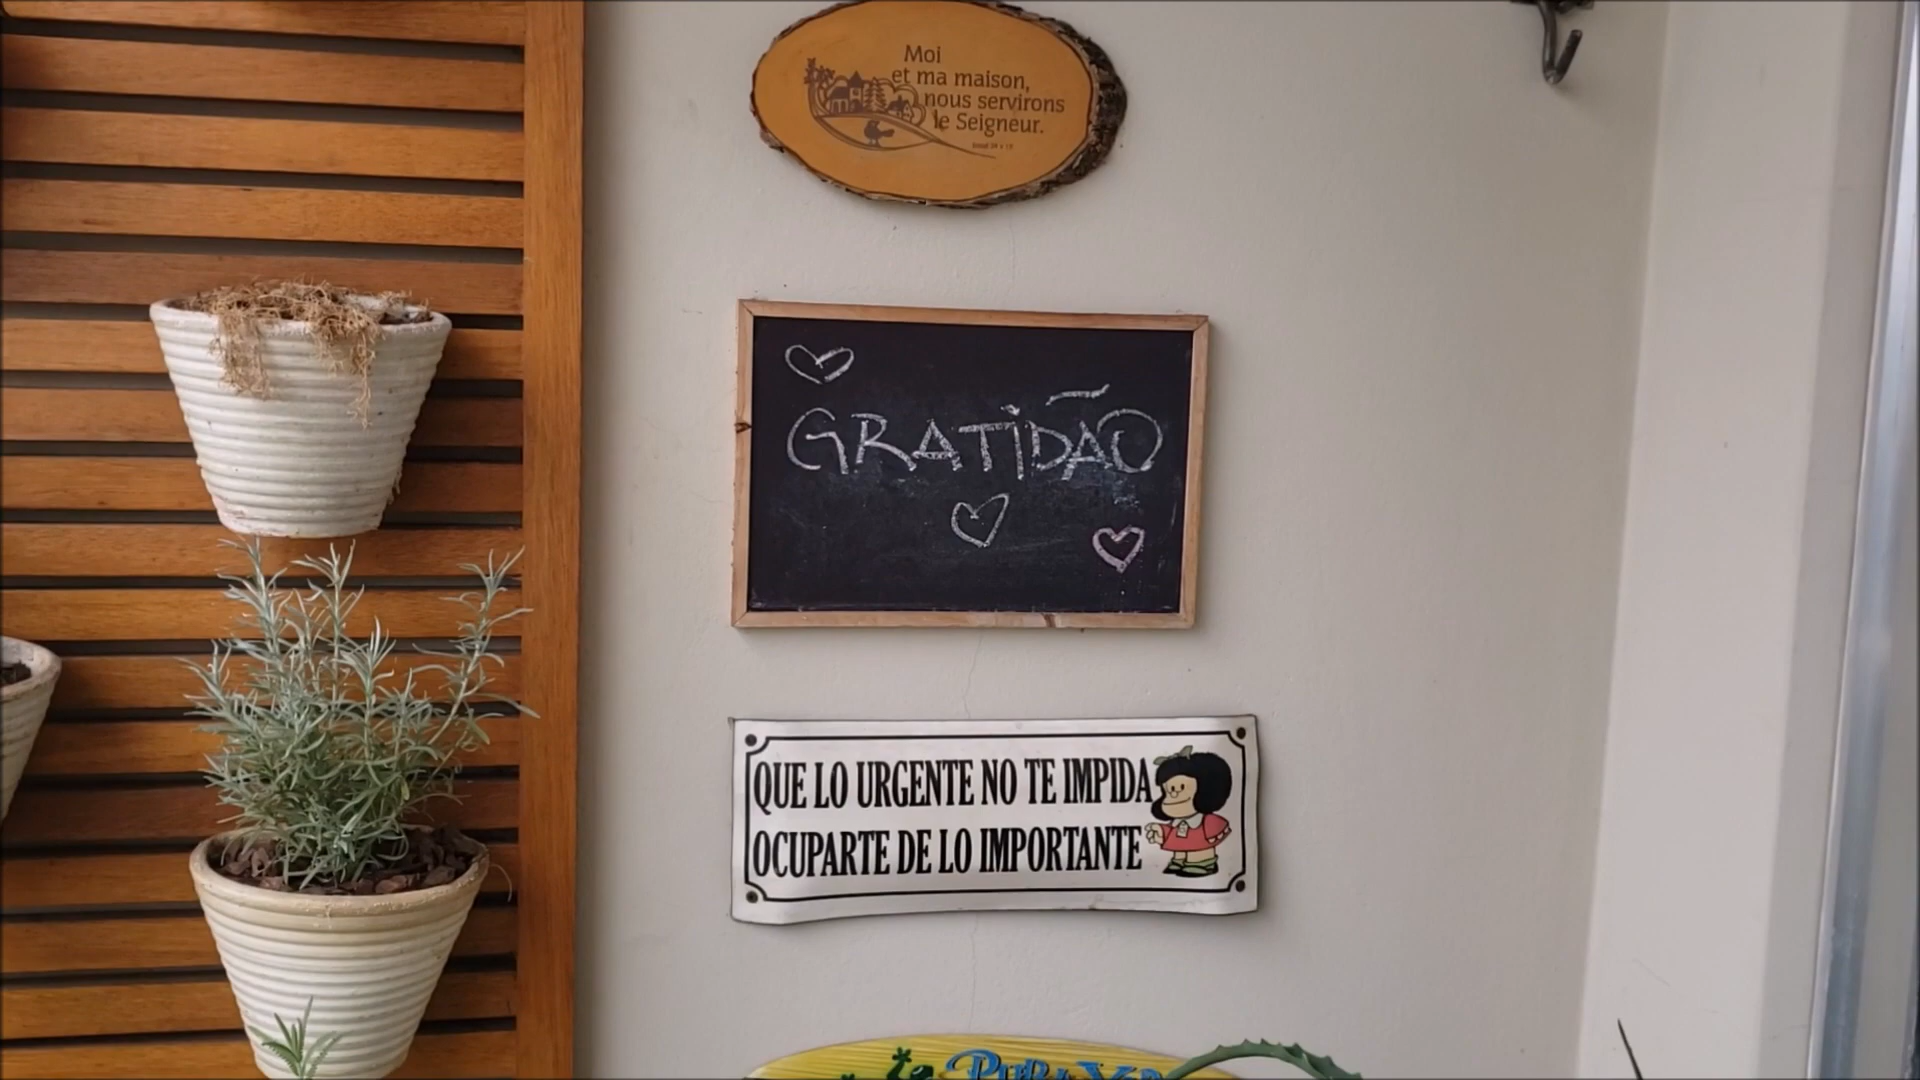 Moi
et ma maison,
nous servirons
le Seigneur.
GRATIDÃO
QUE LO URGENTE NO TE IMPIDA
OCUPARTE DE LO IMPORTANTE